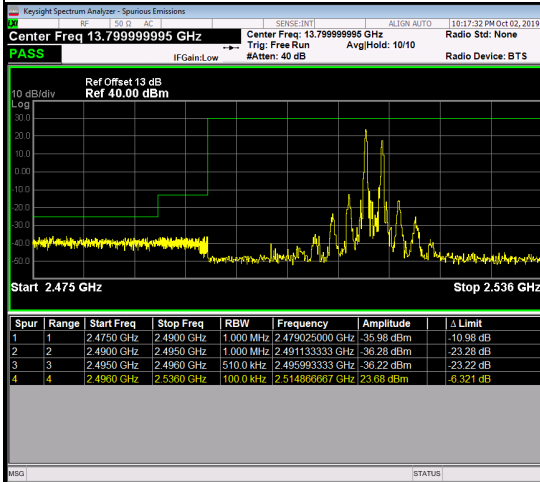 Keysight Spectrum Analyzer - Spurious Emissions
RF 50 Ω AC SENSE:INT ALIGN AUTO 10:17:32 PM Oct 02, 2019
Center Freq 13.799999995 GHz Center Freq: 13.799999995 GHz Radio Std: None
Trig: Free Run Avg|Hold: 10/10
PASS IFGain:Low #Atten: 40 dB Radio Device: BTS
Ref Offset 13 dB
10 dB/div Ref 40.00 dBm
Log
30.0
20.0
10.0
0.00
-10.0
-20.0
-30.0
-40.0
-50.0
Start 2.475 GHz Stop 2.536 GHz
Spur Range Start Freq Stop Freq RBW Frequency Amplitude Δ Limit
1 1 2.4750 GHz 2.4900 GHz 1.000 MHz 2.479025000 GHz -35.98 dBm -10.98 dB
2 2 2.4900 GHz 2.4950 GHz 1.000 MHz 2.491133333 GHz -36.28 dBm -23.28 dB
3 3 2.4950 GHz 2.4960 GHz 510.0 kHz 2.495993333 GHz -36.22 dBm -23.22 dB
4 4 2.4960 GHz 2.5360 GHz 100.0 kHz 2.514866667 GHz 23.68 dBm -6.321 dB
MSG STATUS